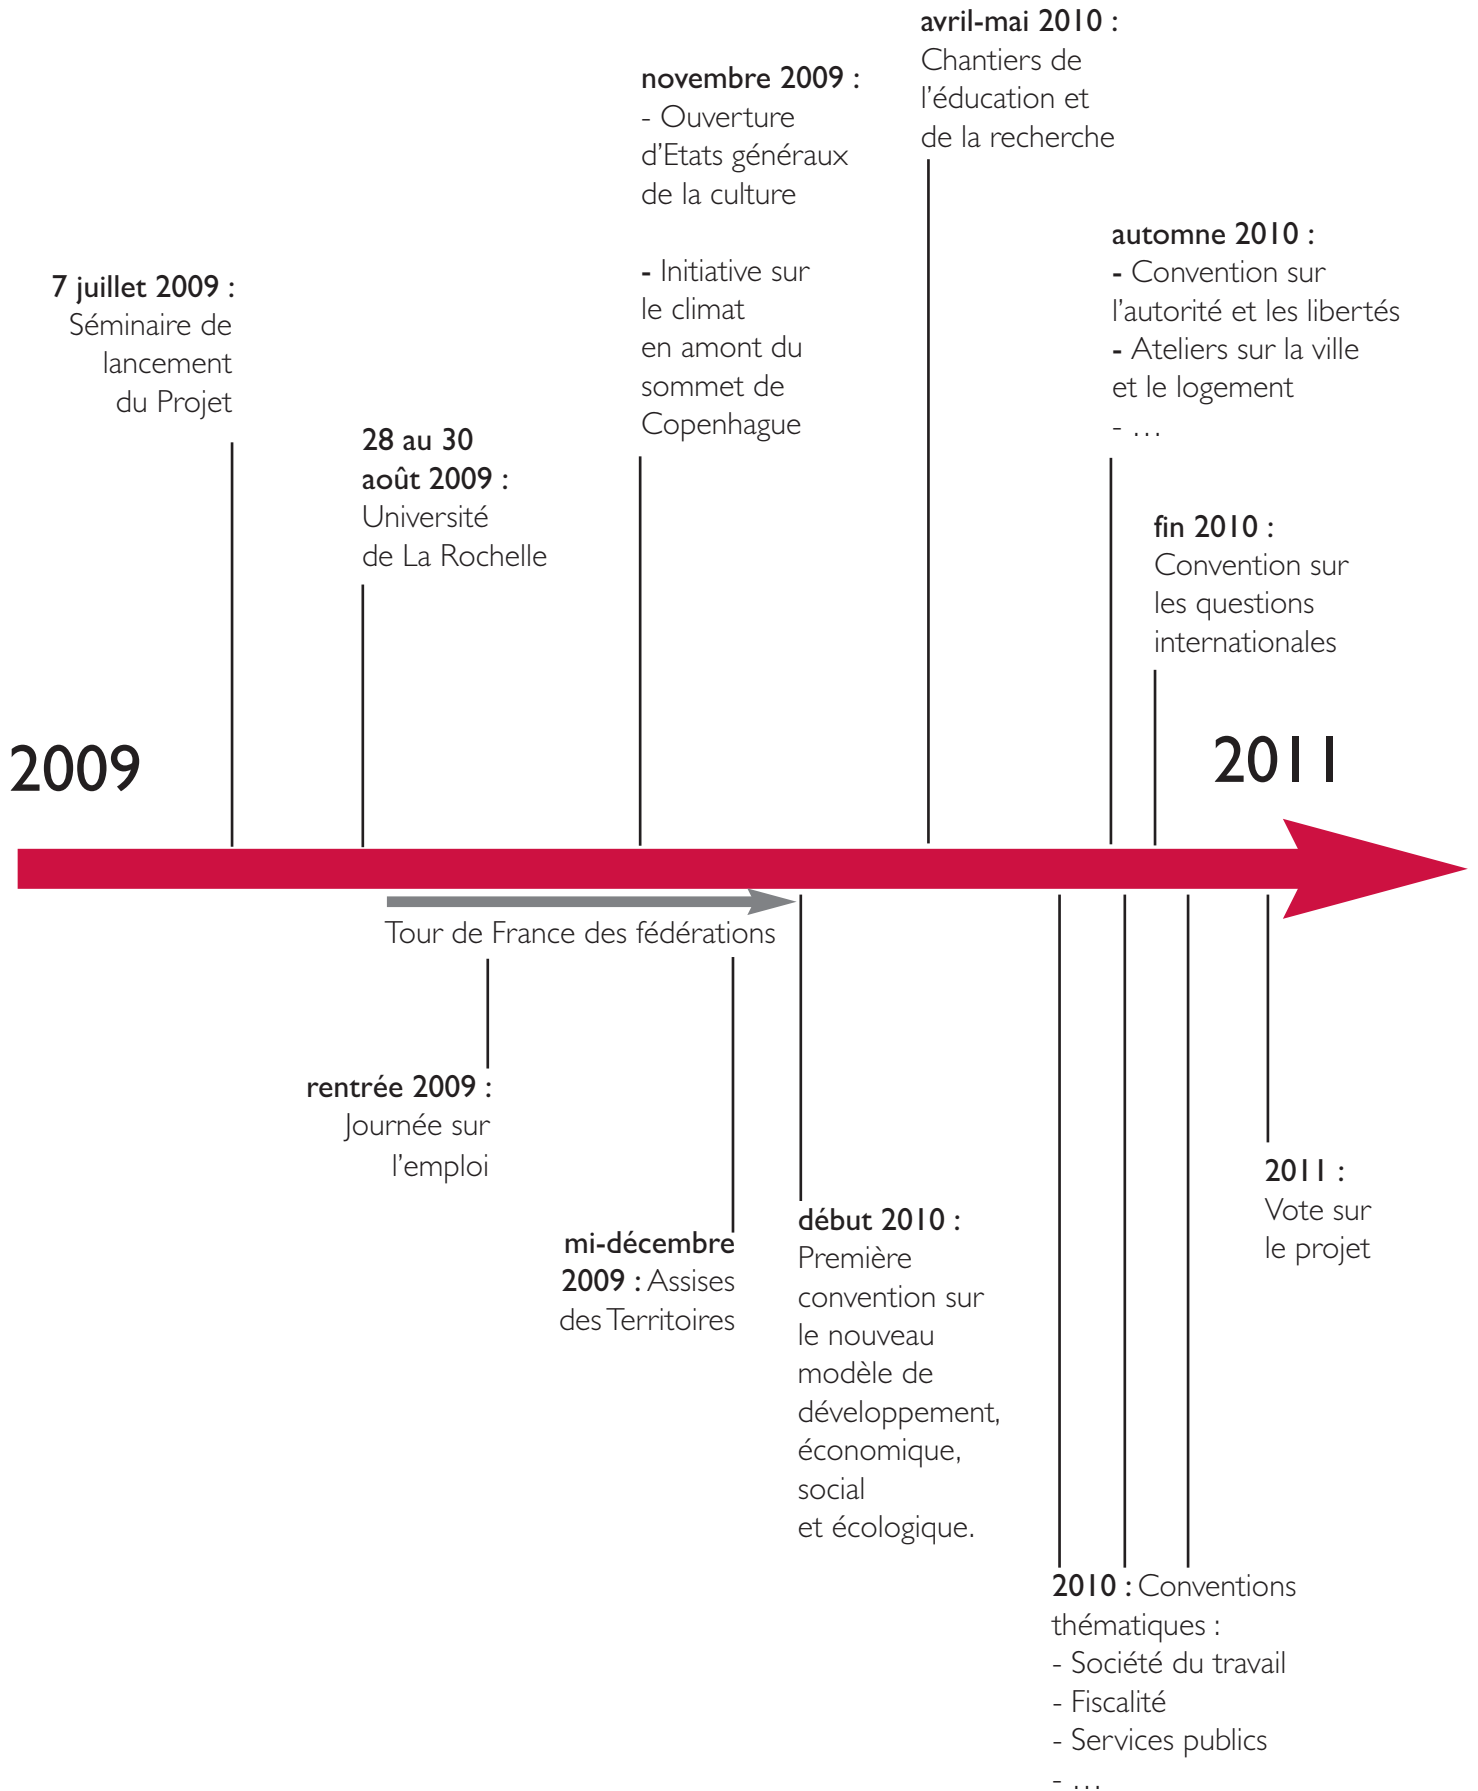 avril-mai 2010 :
Chantiers de
l’éducation et
de la recherche
novembre 2009 :
- Ouverture
d’Etats généraux
de la culture
- Initiative sur
le climat
en amont du
sommet de
Copenhague
automne 2010 :
- Convention sur
l’autorité et les libertés
- Ateliers sur la ville
et le logement
- …
7 juillet 2009 :
Séminaire de
lancement
du Projet
28 au 30
août 2009 :
Université
de La Rochelle
fin 2010 :
Convention sur
les questions
internationales
2009
2011
Tour de France des fédérations
rentrée 2009 :
Journée sur
l’emploi
mi-décembre
2009 : Assises
des Territoires
début 2010 :
Première
convention sur
le nouveau
modèle de
développement,
économique,
social
et écologique.
2011 :
Vote sur
le projet
2010 : Conventions
thématiques :
- Société du travail
- Fiscalité
- Services publics
- …